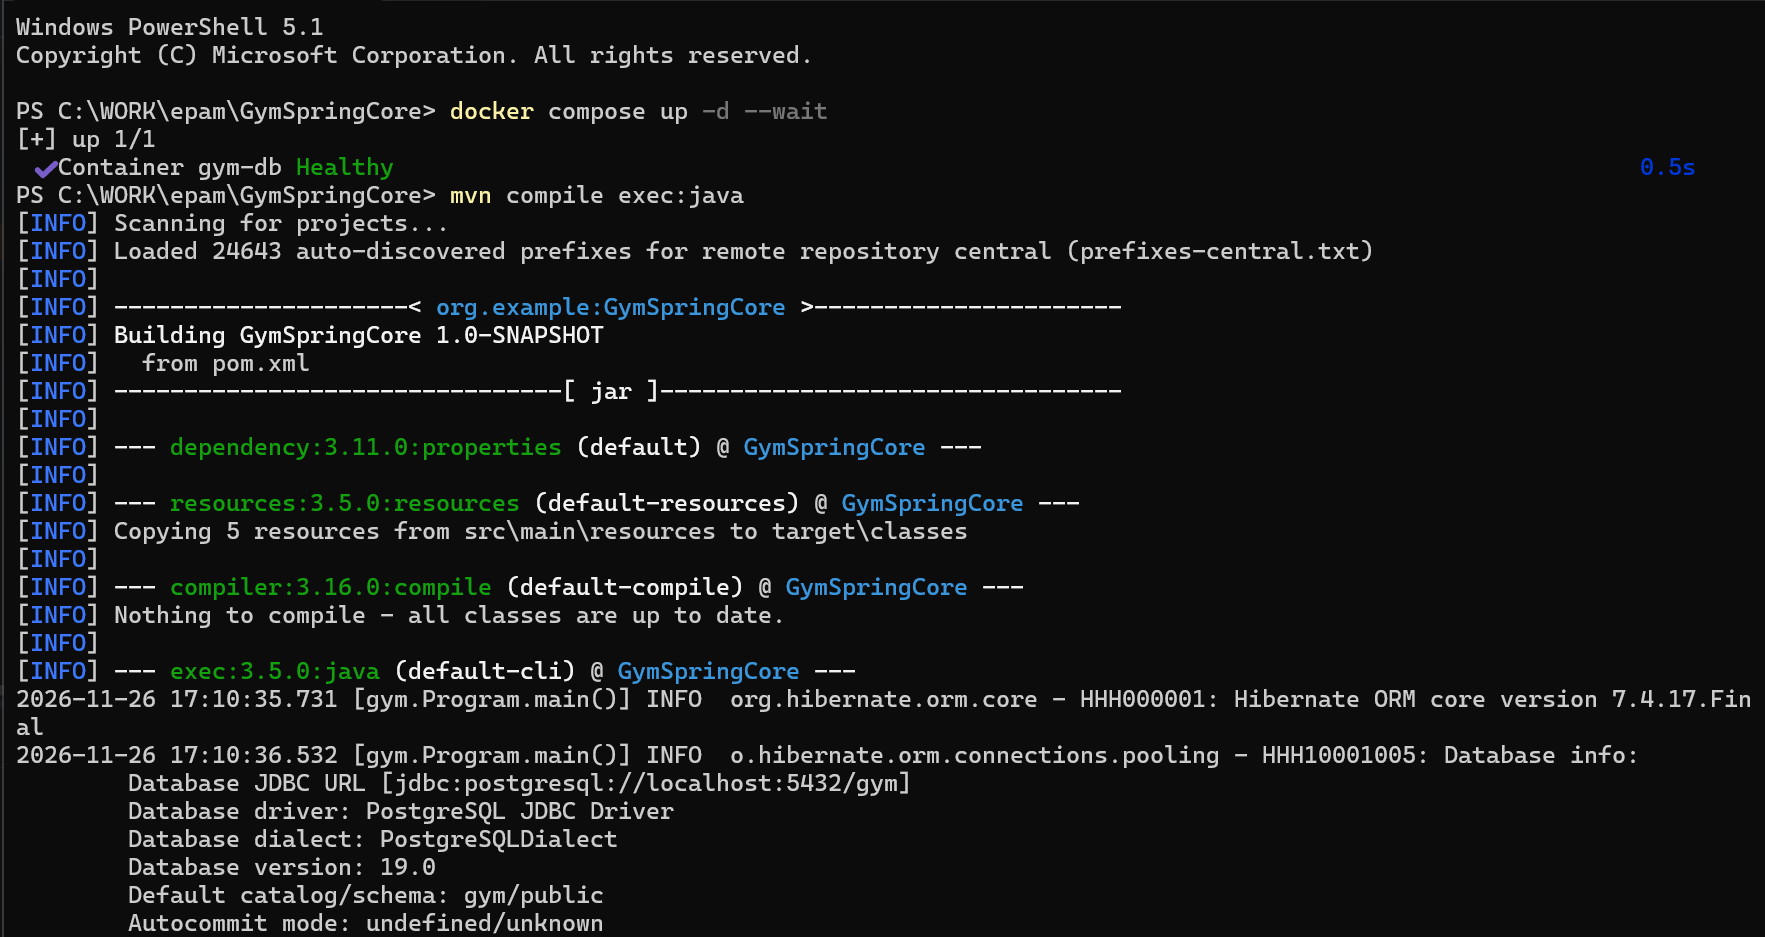 Windows PowerShell 5.1
Copyright (C) Microsoft Corporation. All rights reserved.
PS C:\WORK\epam\GymSpringCore> docker compose up -d --wait
[+] up 1/1
✔Container gym-db Healthy 0.5s
PS C:\WORK\epam\GymSpringCore> mvn compile exec:java
[INFO] Scanning for projects...
[INFO] Loaded 24643 auto-discovered prefixes for remote repository central (prefixes-central.txt)
[INFO]
[INFO] ---------------------< org.example:GymSpringCore >----------------------
[INFO] Building GymSpringCore 1.0-SNAPSHOT
[INFO]   from pom.xml
[INFO] --------------------------------[ jar ]---------------------------------
[INFO]
[INFO] --- dependency:3.11.0:properties (default) @ GymSpringCore ---
[INFO]
[INFO] --- resources:3.5.0:resources (default-resources) @ GymSpringCore ---
[INFO] Copying 5 resources from src\main\resources to target\classes
[INFO]
[INFO] --- compiler:3.16.0:compile (default-compile) @ GymSpringCore ---
[INFO] Nothing to compile - all classes are up to date.
[INFO]
[INFO] --- exec:3.5.0:java (default-cli) @ GymSpringCore ---
2026-11-26 17:10:35.731 [gym.Program.main()] INFO  org.hibernate.orm.core - HHH000001: Hibernate ORM core version 7.4.17.Fin
al
2026-11-26 17:10:36.532 [gym.Program.main()] INFO  o.hibernate.orm.connections.pooling - HHH10001005: Database info:
Database JDBC URL [jdbc:postgresql://localhost:5432/gym]
Database driver: PostgreSQL JDBC Driver
Database dialect: PostgreSQLDialect
Database version: 19.0
Default catalog/schema: gym/public
Autocommit mode: undefined/unknown